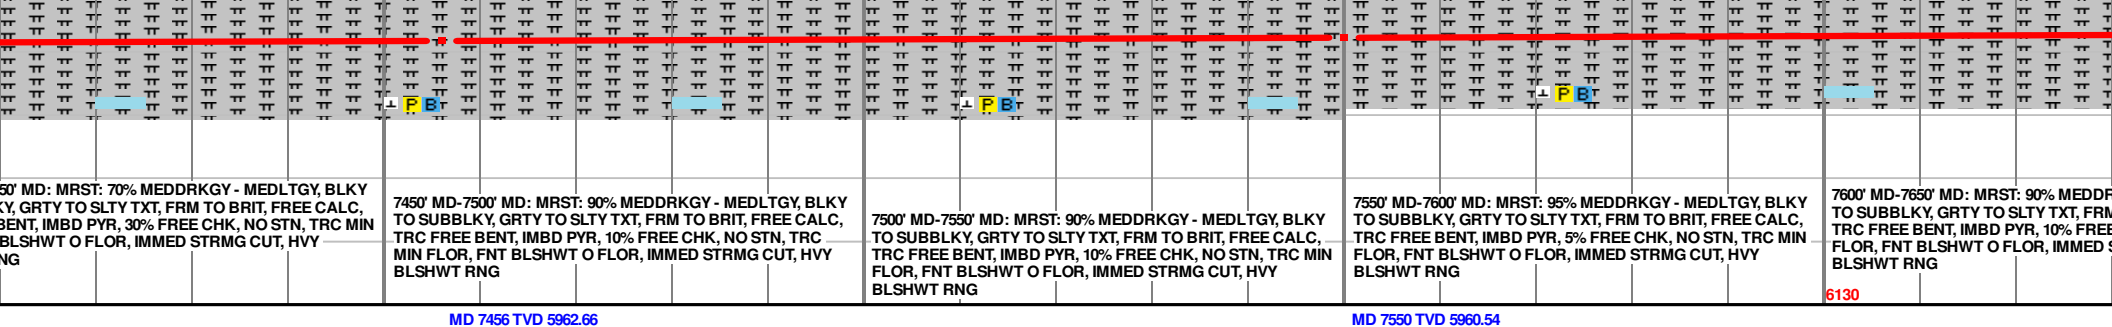 P B
P B
P B
50' MD: MRST: 70% MEDDRKGY - MEDLTGY, BLKY
KY, GRTY TO SLTY TXT, FRM TO BRIT, FREE CALC,
BENT, IMBD PYR, 30% FREE CHK, NO STN, TRC MIN
BLSHWT O FLOR, IMMED STRMG CUT, HVY
NG
7450' MD-7500' MD: MRST: 90% MEDDRKGY - MEDLTGY, BLKY
TO SUBBLKY, GRTY TO SLTY TXT, FRM TO BRIT, FREE CALC,
TRC FREE BENT, IMBD PYR, 10% FREE CHK, NO STN, TRC
MIN FLOR, FNT BLSHWT O FLOR, IMMED STRMG CUT, HVY
BLSHWT RNG
7500' MD-7550' MD: MRST: 90% MEDDRKGY - MEDLTGY, BLKY
TO SUBBLKY, GRTY TO SLTY TXT, FRM TO BRIT, FREE CALC,
TRC FREE BENT, IMBD PYR, 10% FREE CHK, NO STN, TRC MIN
FLOR, FNT BLSHWT O FLOR, IMMED STRMG CUT, HVY
BLSHWT RNG
7550' MD-7600' MD: MRST: 95% MEDDRKGY - MEDLTGY, BLKY
TO SUBBLKY, GRTY TO SLTY TXT, FRM TO BRIT, FREE CALC,
TRC FREE BENT, IMBD PYR, 5% FREE CHK, NO STN, TRC MIN
FLOR, FNT BLSHWT O FLOR, IMMED STRMG CUT, HVY
BLSHWT RNG
7600' MD-7650' MD: MRST: 90% MEDDR
TO SUBBLKY, GRTY TO SLTY TXT, FRM
TRC FREE BENT, IMBD PYR, 10% FREE
FLOR, FNT BLSHWT O FLOR, IMMED S
BLSHWT RNG
6130
MD 7456 TVD 5962.66
MD 7550 TVD 5960.54